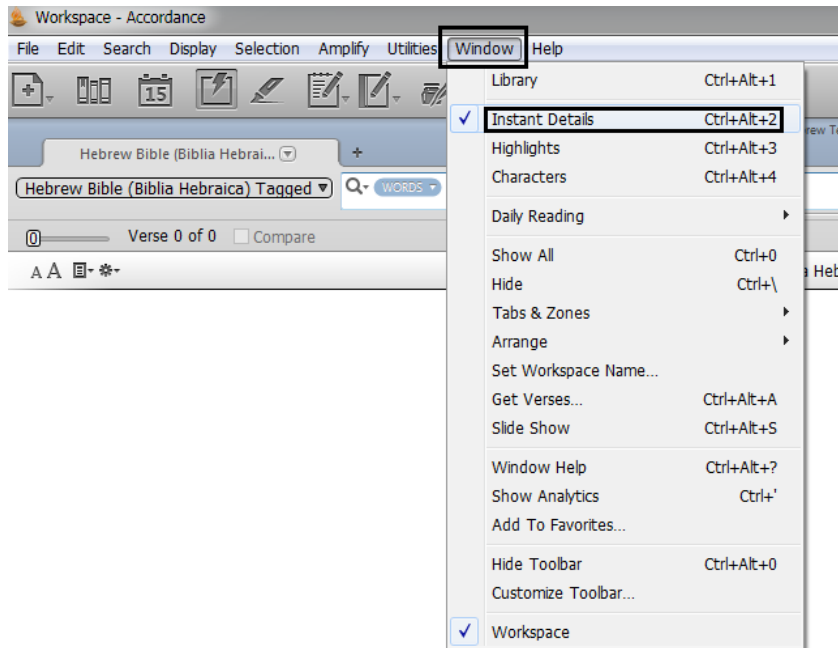 Workspace - Accordance
File Edit Search Display Selection Amplify Utilities Window Help
15
Library Ctrl+Alt+1
Instant Details Ctrl+Alt+2
Hebrew Bible (Biblia Hebrai...
Highlights Ctrl+Alt+3
Hebrew Bible (Biblia Hebraica) Tagged WORDS
Characters Ctrl+Alt+4
Daily Reading
0 Verse 0 of 0 Compare
Show All Ctrl+0
A A
Hide Ctrl+\
Tabs & Zones
Arrange
Set Workspace Name...
Get Verses... Ctrl+Alt+A
Slide Show Ctrl+Alt+S
Window Help Ctrl+Alt+?
Show Analytics Ctrl+'
Add To Favorites...
Hide Toolbar Ctrl+Alt+0
Customize Toolbar...
Workspace